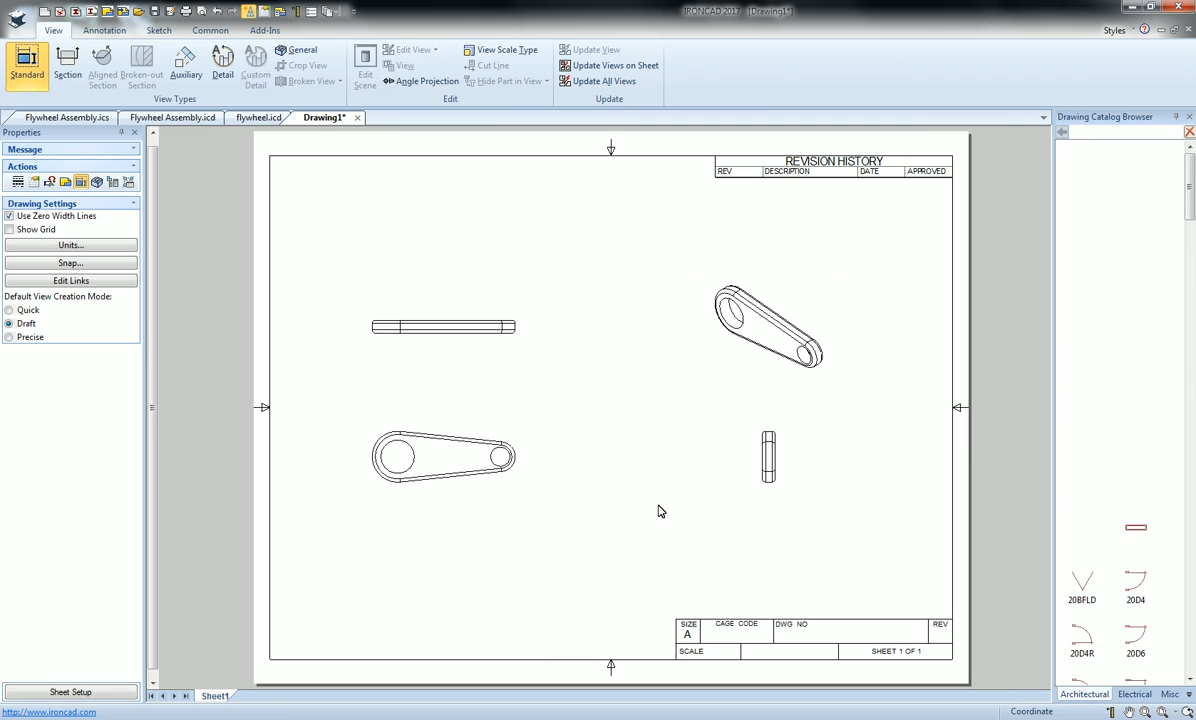 IRONCAD 2017 - [Drawing1*]
View
Annotation
Sketch
Common
Add-Ins
Styles
Standard
Section
Aligned Section
Broken-out Section
Auxiliary
Detail
Custom Detail
General
Crop View
Broken View
View Types
Edit Scene
Edit View
View
Angle Projection
View Scale Type
Cut Line
Hide Part in View
Edit
Update View
Update Views on Sheet
Update All Views
Update
Flywheel Assembly.ics
Flywheel Assembly.icd
flywheel.icd
Drawing1*
Properties
Message
Actions
Drawing Settings
Use Zero Width Lines
Show Grid
Units...
Snap...
Edit Links
Default View Creation Mode:
Quick
Draft
Precise
Sheet Setup
http://www.ironcad.com
REVISION HISTORY
REV DESCRIPTION DATE APPROVED
SIZE
A
CAGE CODE
DWG NO
REV
SCALE
SHEET 1 OF 1
Sheet1
Drawing Catalog Browser
20BFLD
20D4
20D4R
20D6
Architectural
Electrical
Misc
Coordinate